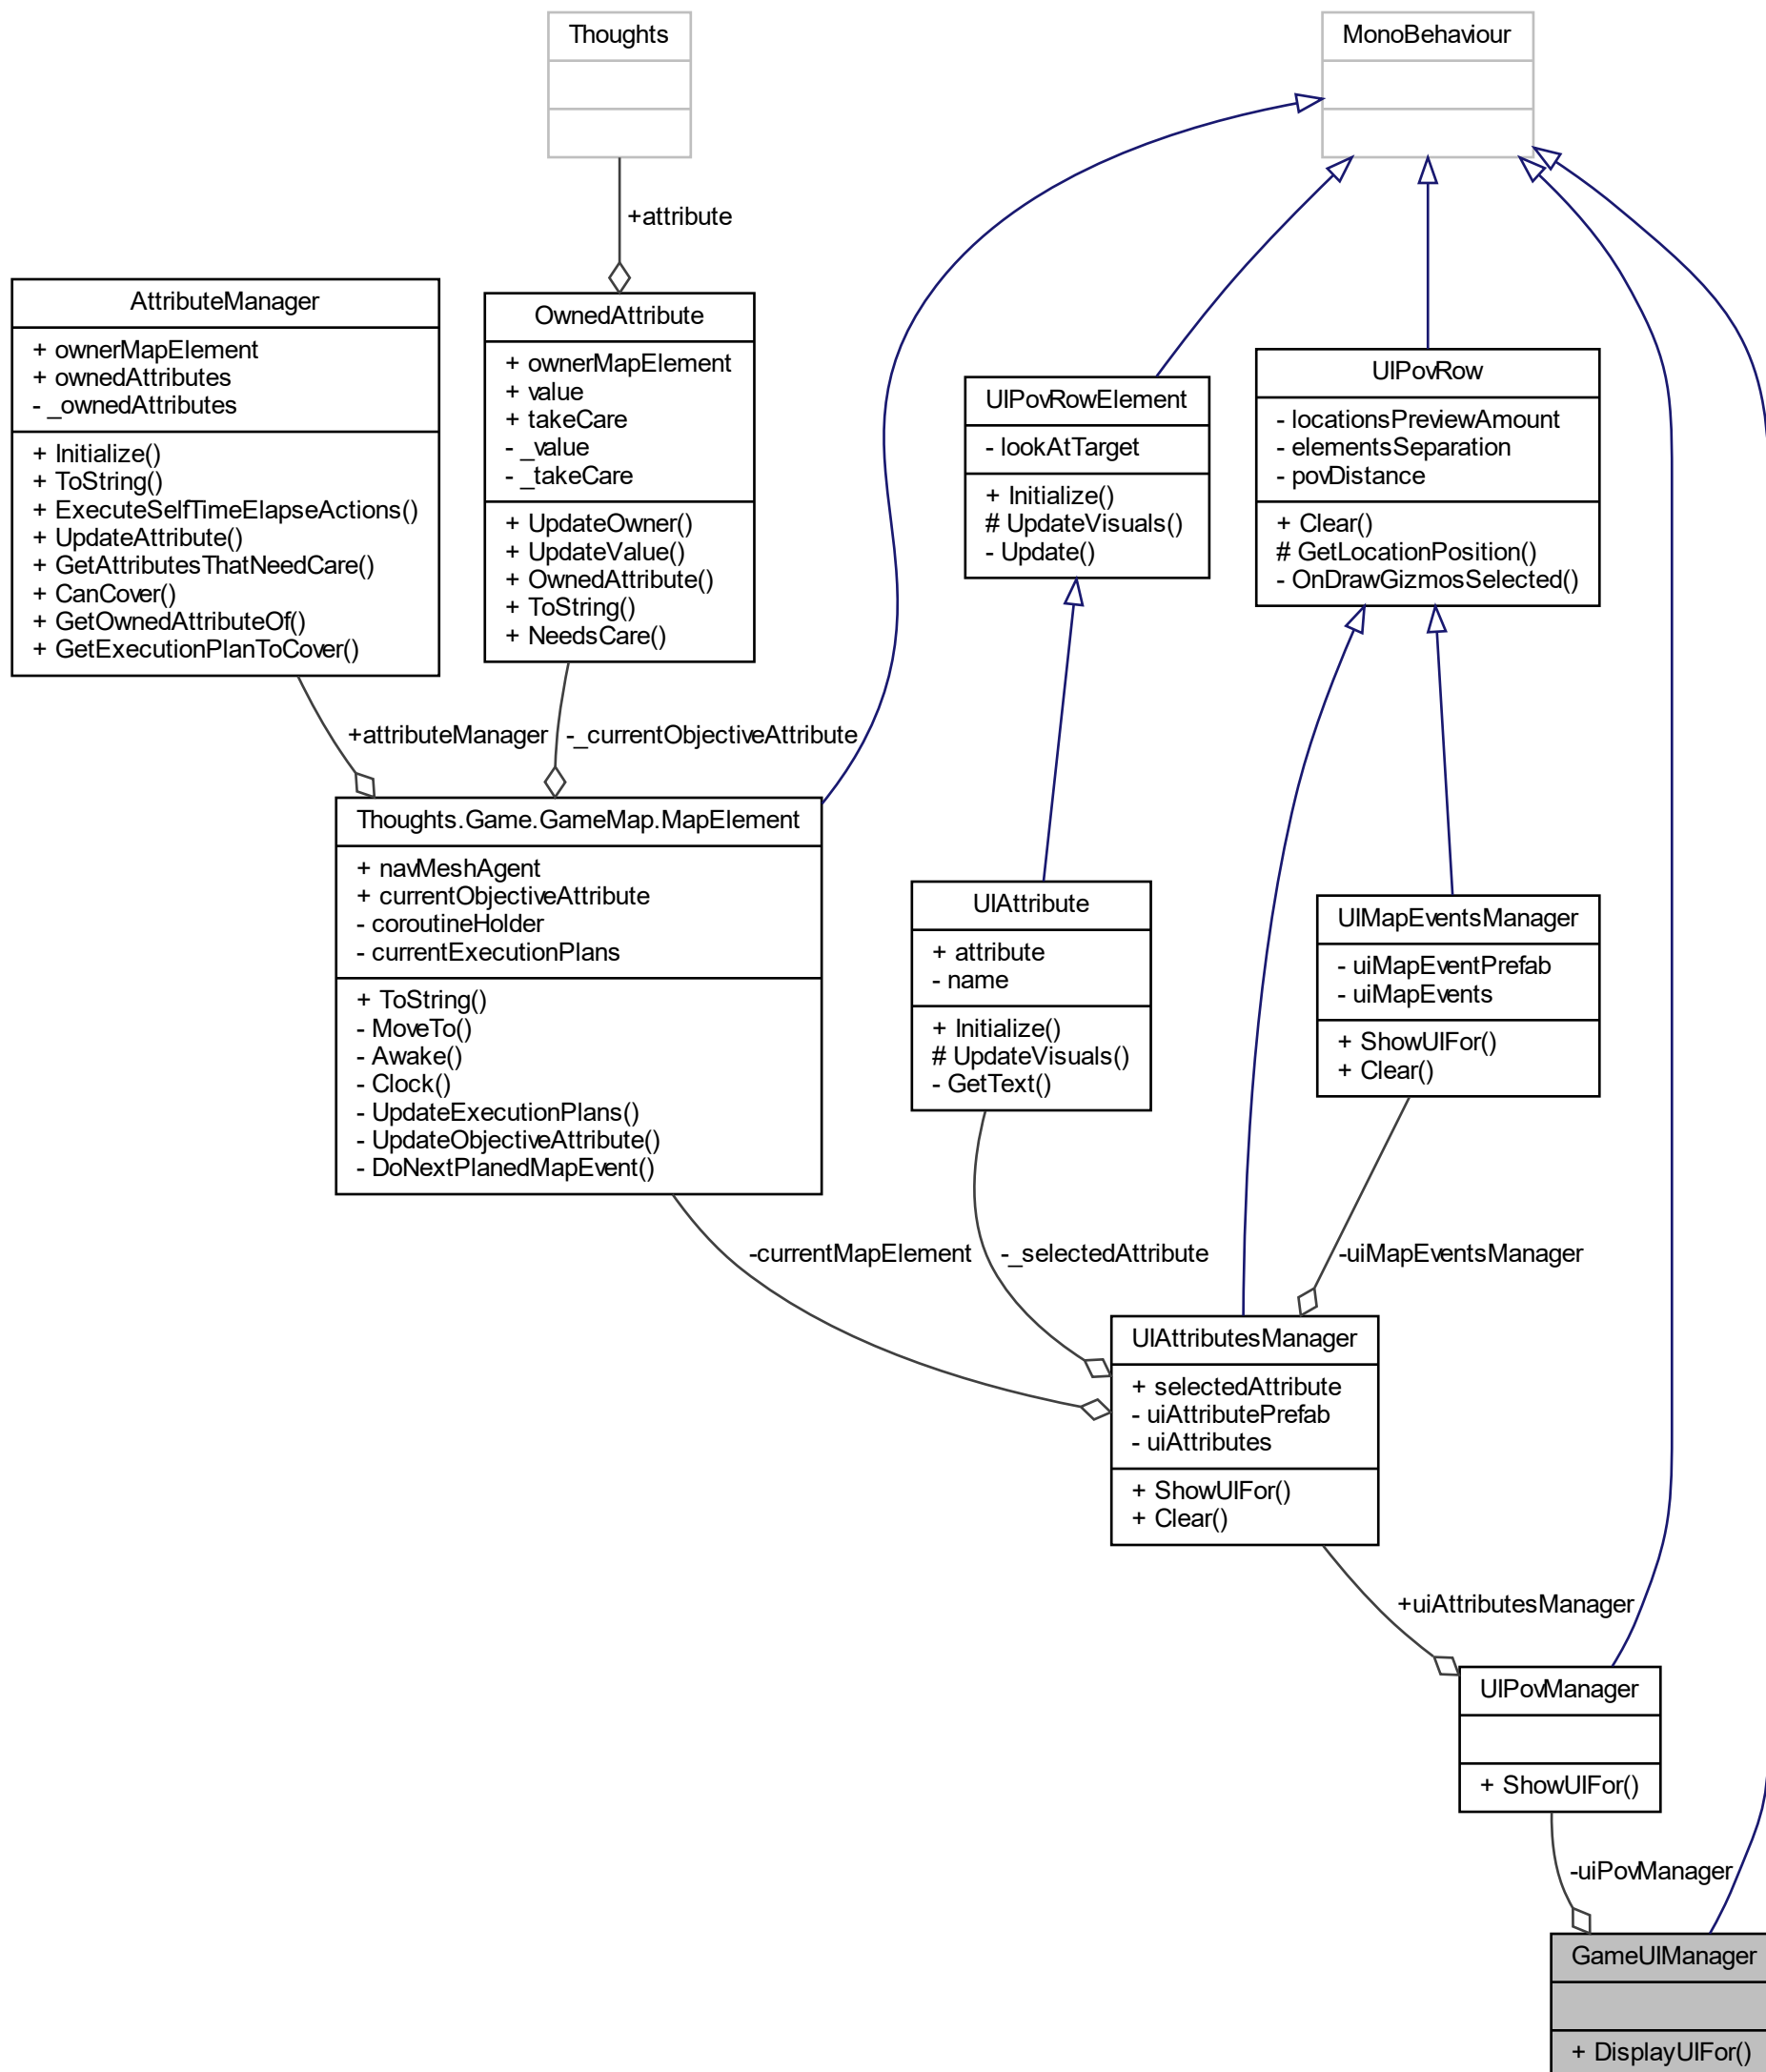 Thoughts
MonoBehaviour
+attribute
AttributeManager
+ ownerMapElement
+ ownedAttributes
- _ownedAttributes
+ Initialize()
+ ToString()
+ ExecuteSelfTimeElapseActions()
+ UpdateAttribute()
+ GetAttributesThatNeedCare()
+ CanCover()
+ GetOwnedAttributeOf()
+ GetExecutionPlanToCover()
OwnedAttribute
+ ownerMapElement
+ value
+ takeCare
- _value
- _takeCare
+ UpdateOwner()
+ UpdateValue()
+ OwnedAttribute()
+ ToString()
+ NeedsCare()
UIPovRowElement
- lookAtTarget
+ Initialize()
# UpdateVisuals()
- Update()
UIPovRow
- locationsPreviewAmount
- elementsSeparation
- povDistance
+ Clear()
# GetLocationPosition()
- OnDrawGizmosSelected()
+attributeManager
-_currentObjectiveAttribute
Thoughts.Game.GameMap.MapElement
+ navMeshAgent
+ currentObjectiveAttribute
- coroutineHolder
- currentExecutionPlans
+ ToString()
- MoveTo()
- Awake()
- Clock()
- UpdateExecutionPlans()
- UpdateObjectiveAttribute()
- DoNextPlanedMapEvent()
UIAttribute
+ attribute
- name
+ Initialize()
# UpdateVisuals()
- GetText()
UIMapEventsManager
- uiMapEventPrefab
- uiMapEvents
+ ShowUIFor()
+ Clear()
-currentMapElement
-_selectedAttribute
-uiMapEventsManager
UIAttributesManager
+ selectedAttribute
- uiAttributePrefab
- uiAttributes
+ ShowUIFor()
+ Clear()
+uiAttributesManager
UIPovManager
+ ShowUIFor()
-uiPovManager
GameUIManager
+ DisplayUIFor()